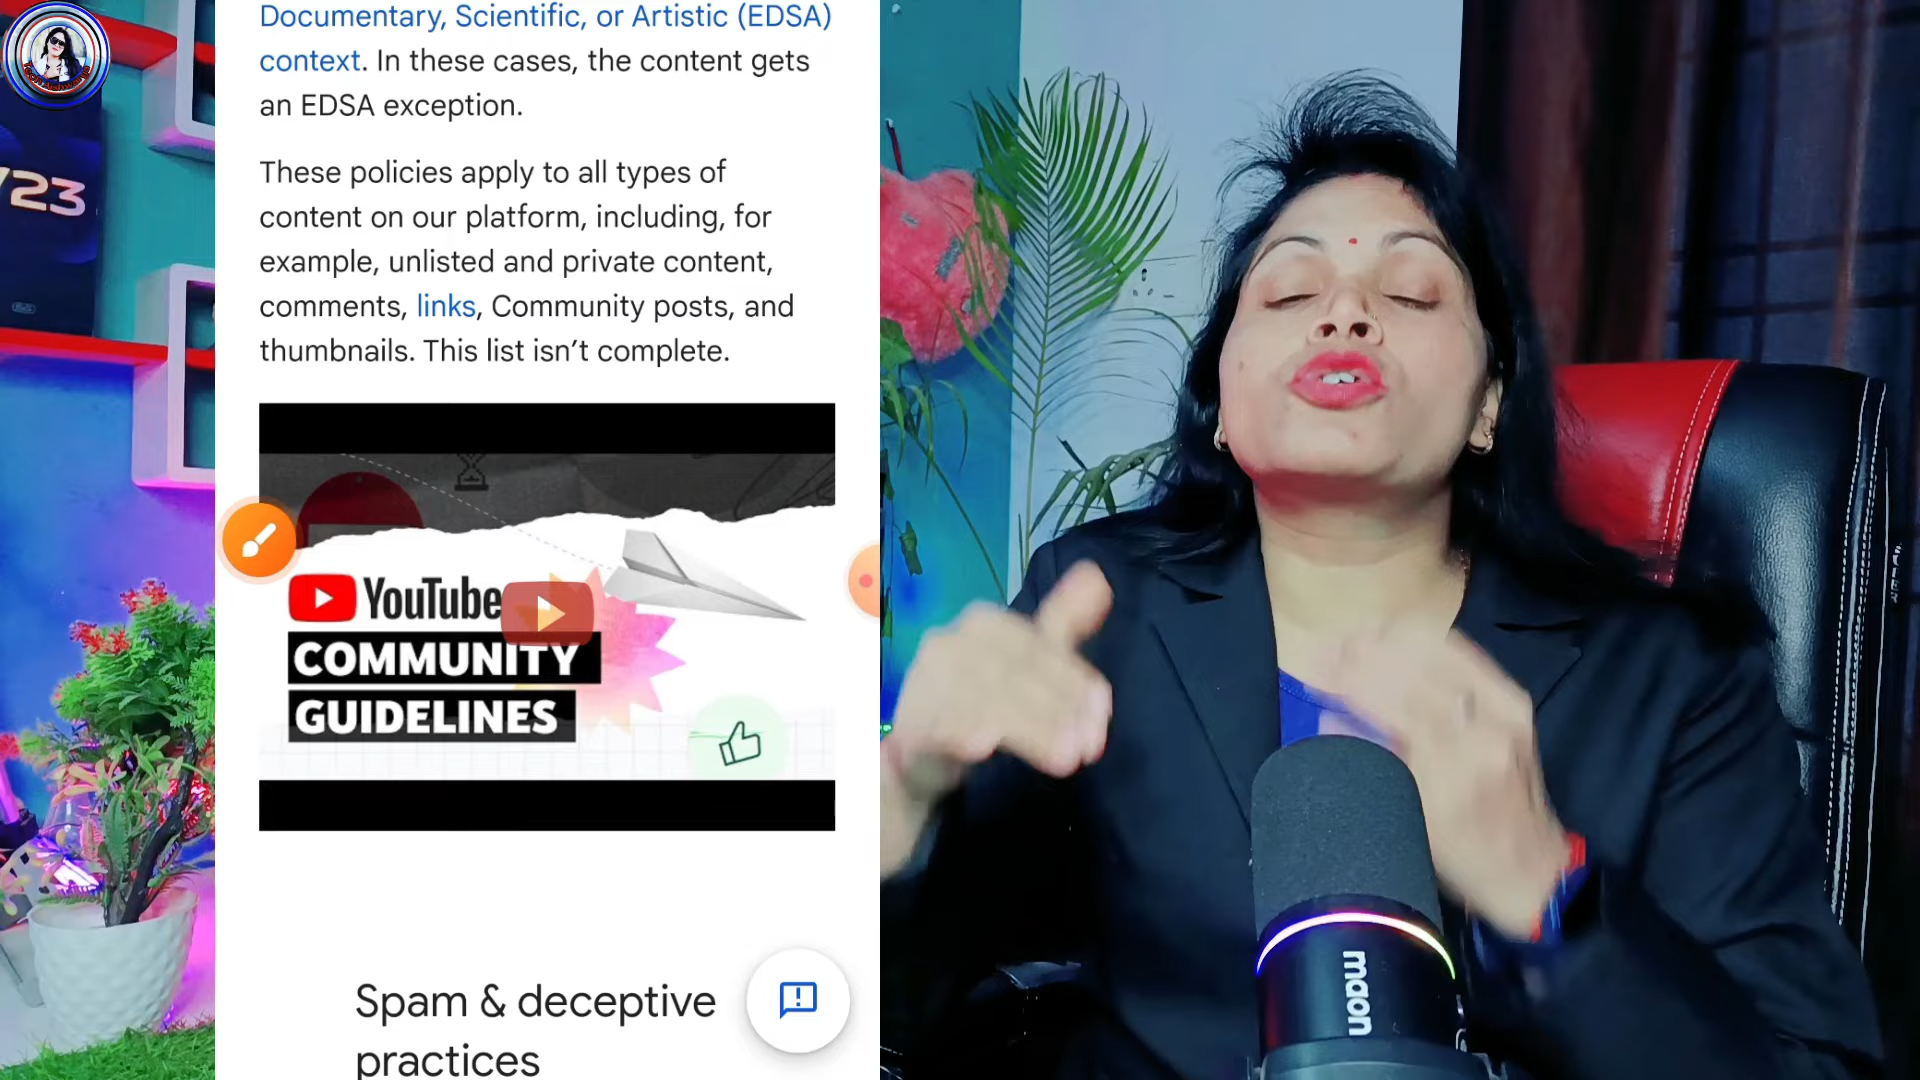 Documentary, Scientific, or Artistic (EDSA)
context. In these cases, the content gets
an EDSA exception.
These policies apply to all types of
content on our platform, including, for
example, unlisted and private content,
comments, links, Community posts, and
thumbnails. This list isn’t complete.
YouTube
COMMUNITY
GUIDELINES
Spam & deceptive
practices
V23
maon